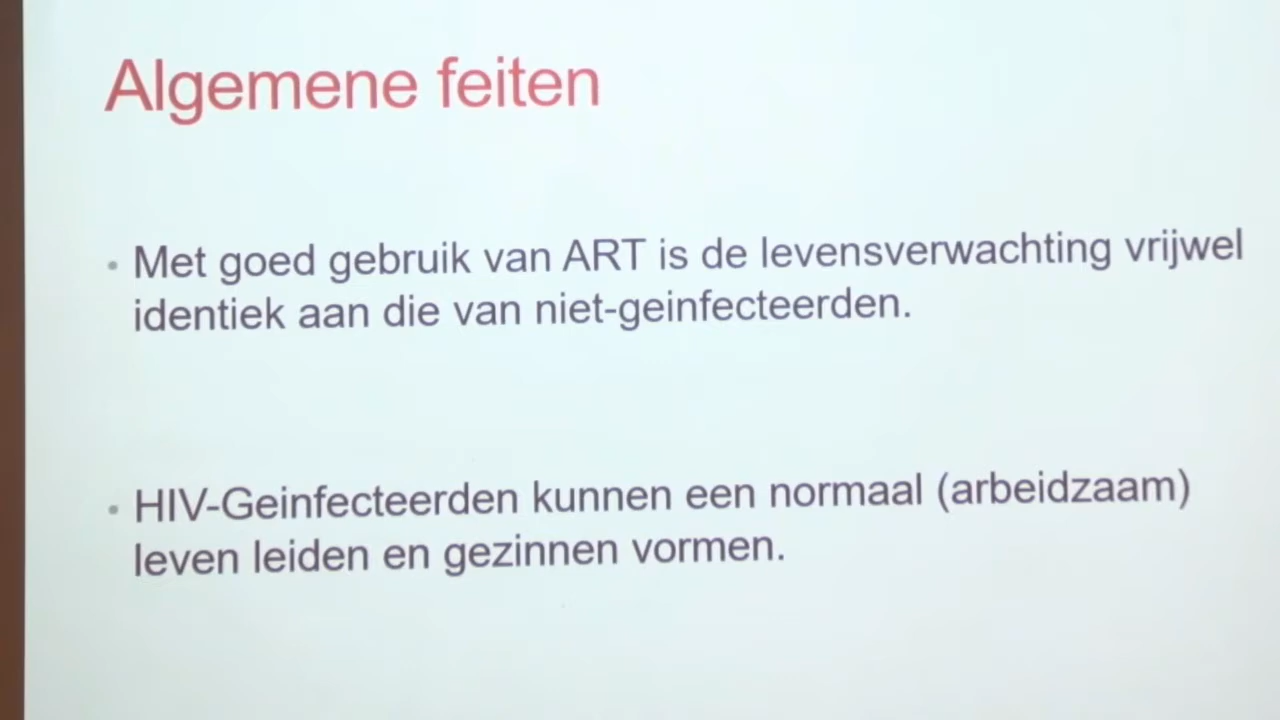 Algemene feiten
• Met goed gebruik van ART is de levensverwachting vrijwel
identiek aan die van niet-geinfecteerden.
• HIV-Geinfecteerden kunnen een normaal (arbeidzaam)
leven leiden en gezinnen vormen.